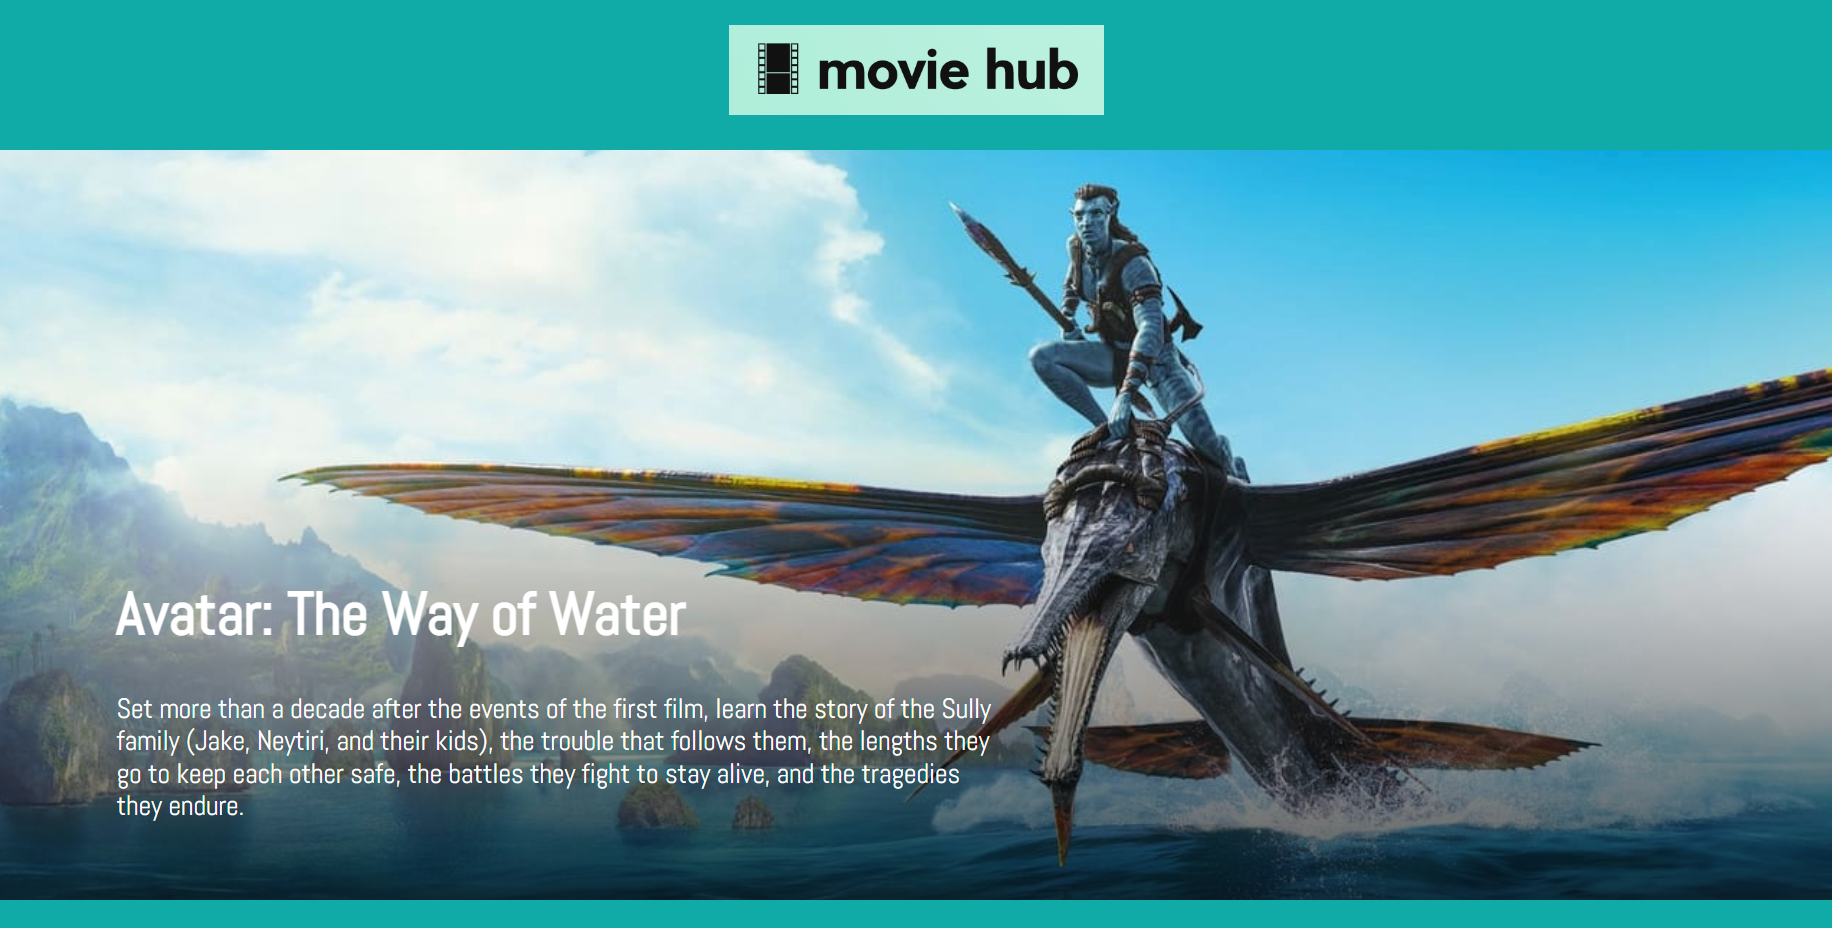 movie hub
Avatar: The Way of Water
Set more than a decade after the events of the first film, learn the story of the Sully
family (Jake, Neytiri, and their kids), the trouble that follows them, the lengths they
go to keep each other safe, the battles they fight to stay alive, and the tragedies
they endure.